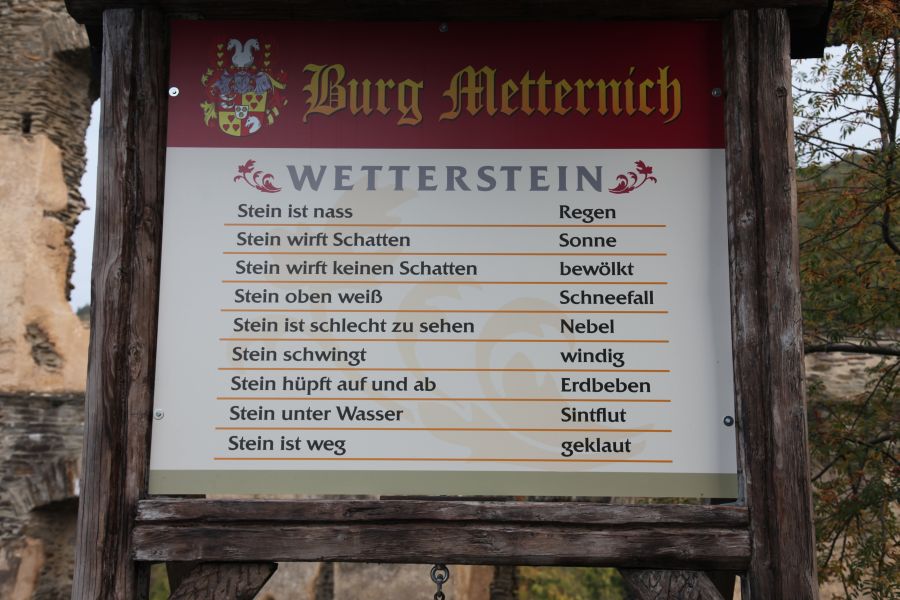 Burg Metternich
WETTERSTEIN
Stein ist nass Regen
Stein wirft Schatten Sonne
Stein wirft keinen Schatten bewölkt
Stein oben weiß Schneefall
Stein ist schlecht zu sehen Nebel
Stein schwingt windig
Stein hüpft auf und ab Erdbeben
Stein unter Wasser Sintflut
Stein ist weg geklaut